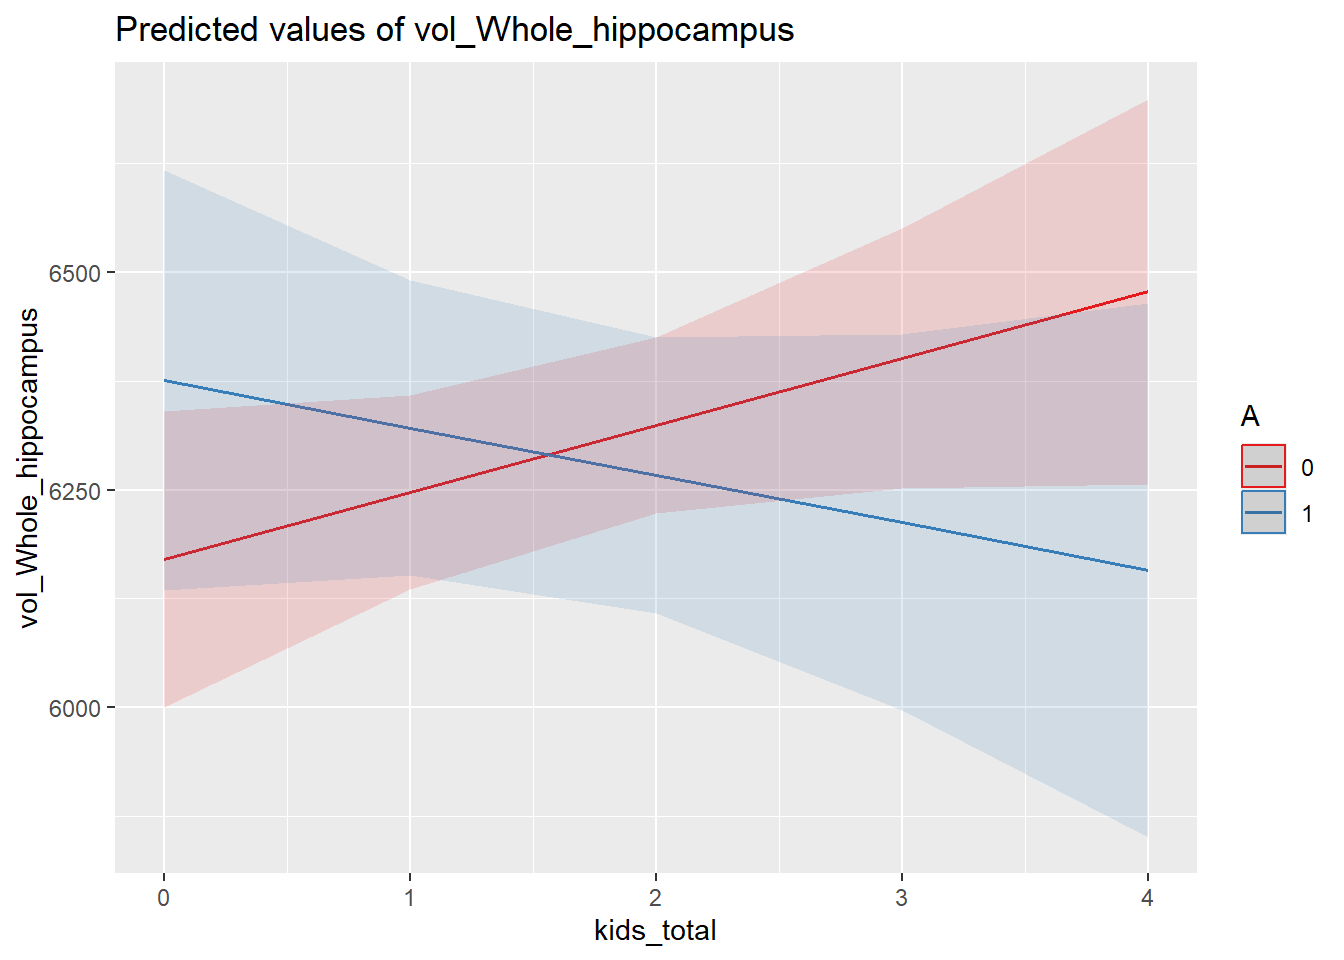 Predicted values of vol_Whole_hippocampus
vol_Whole_hippocampus
6500
6250
6000
0 1 2 3 4
kids_total
A
0
1